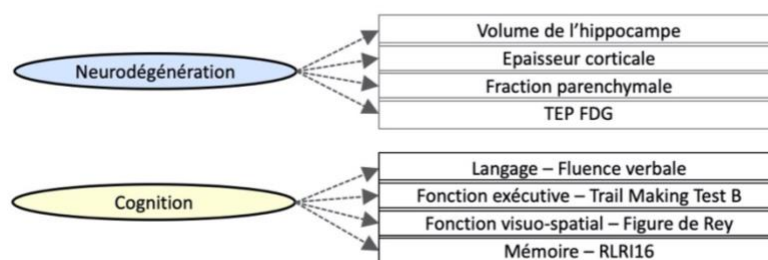 Volume de l’hippocampe
Epaisseur corticale
Neurodégénération
Fraction parenchymale
TEP FDG
Langage – Fluence verbale
Fonction exécutive – Trail Making Test B
Cognition
Fonction visuo-spatial – Figure de Rey
Mémoire – RLRI16